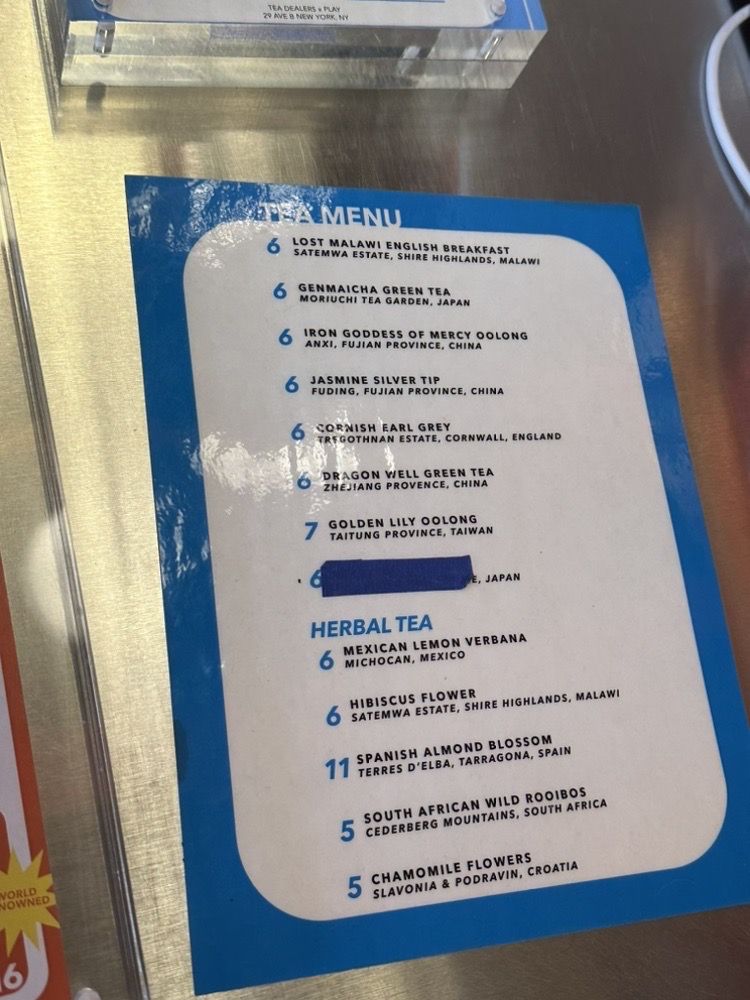 TEA DEALERS + PLAY
29 AVE B NEW YORK, NY
TEA MENU
6 LOST MALAWI ENGLISH BREAKFAST
SATEMWA ESTATE, SHIRE HIGHLANDS, MALAWI
6 GENMAICHA GREEN TEA
MORIUCHI TEA GARDEN, JAPAN
6 IRON GODDESS OF MERCY OOLONG
ANXI, FUJIAN PROVINCE, CHINA
6 JASMINE SILVER TIP
FUDING, FUJIAN PROVINCE, CHINA
6 CORNISH EARL GREY
TREGOTHNAN ESTATE, CORNWALL, ENGLAND
6 DRAGON WELL GREEN TEA
ZHEJIANG PROVENCE, CHINA
7 GOLDEN LILY OOLONG
TAITUNG PROVINCE, TAIWAN
6
JAPAN
HERBAL TEA
6 MEXICAN LEMON VERBANA
MICHOCAN, MEXICO
6 HIBISCUS FLOWER
SATEMWA ESTATE, SHIRE HIGHLANDS, MALAWI
11 SPANISH ALMOND BLOSSOM
TERRES D'ELBA, TARRAGONA, SPAIN
5 SOUTH AFRICAN WILD ROOIBOS
CEDERBERG MOUNTAINS, SOUTH AFRICA
5 CHAMOMILE FLOWERS
SLAVONIA & PODRAVIN, CROATIA
WORLD